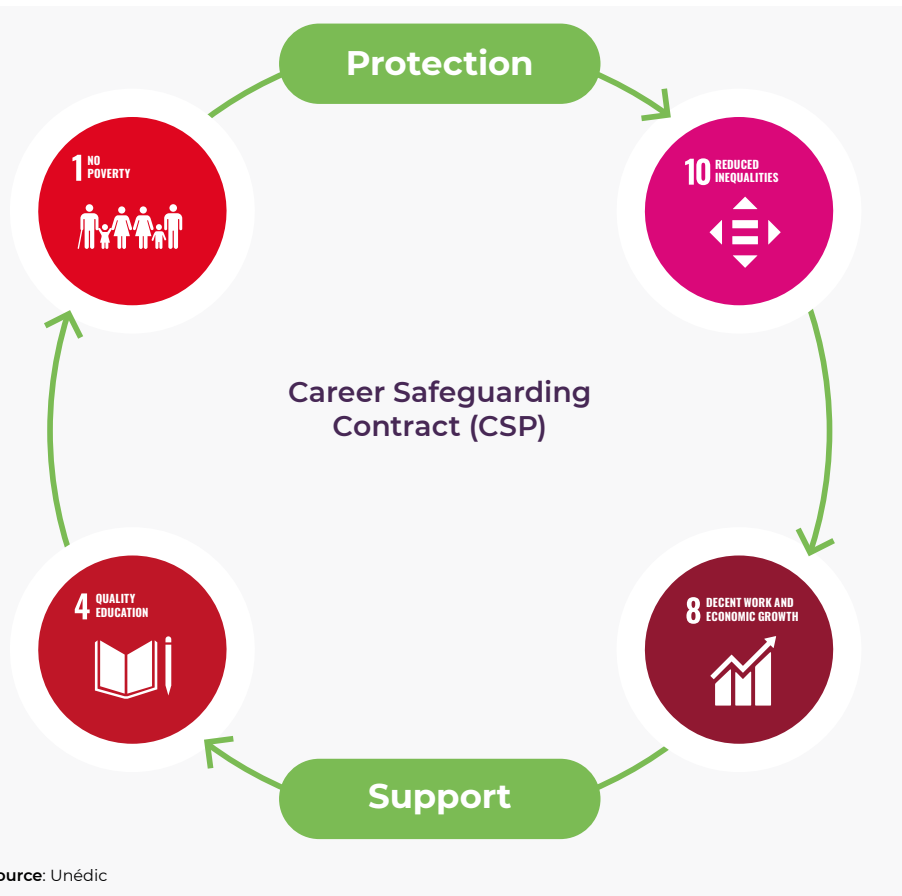 Protection
1 NO
POVERTY
10 REDUCED
INEQUALITIES
Career Safeguarding
Contract (CSP)
4 QUALITY
EDUCATION
8 DECENT WORK AND
ECONOMIC GROWTH
Support
ource: Unédic